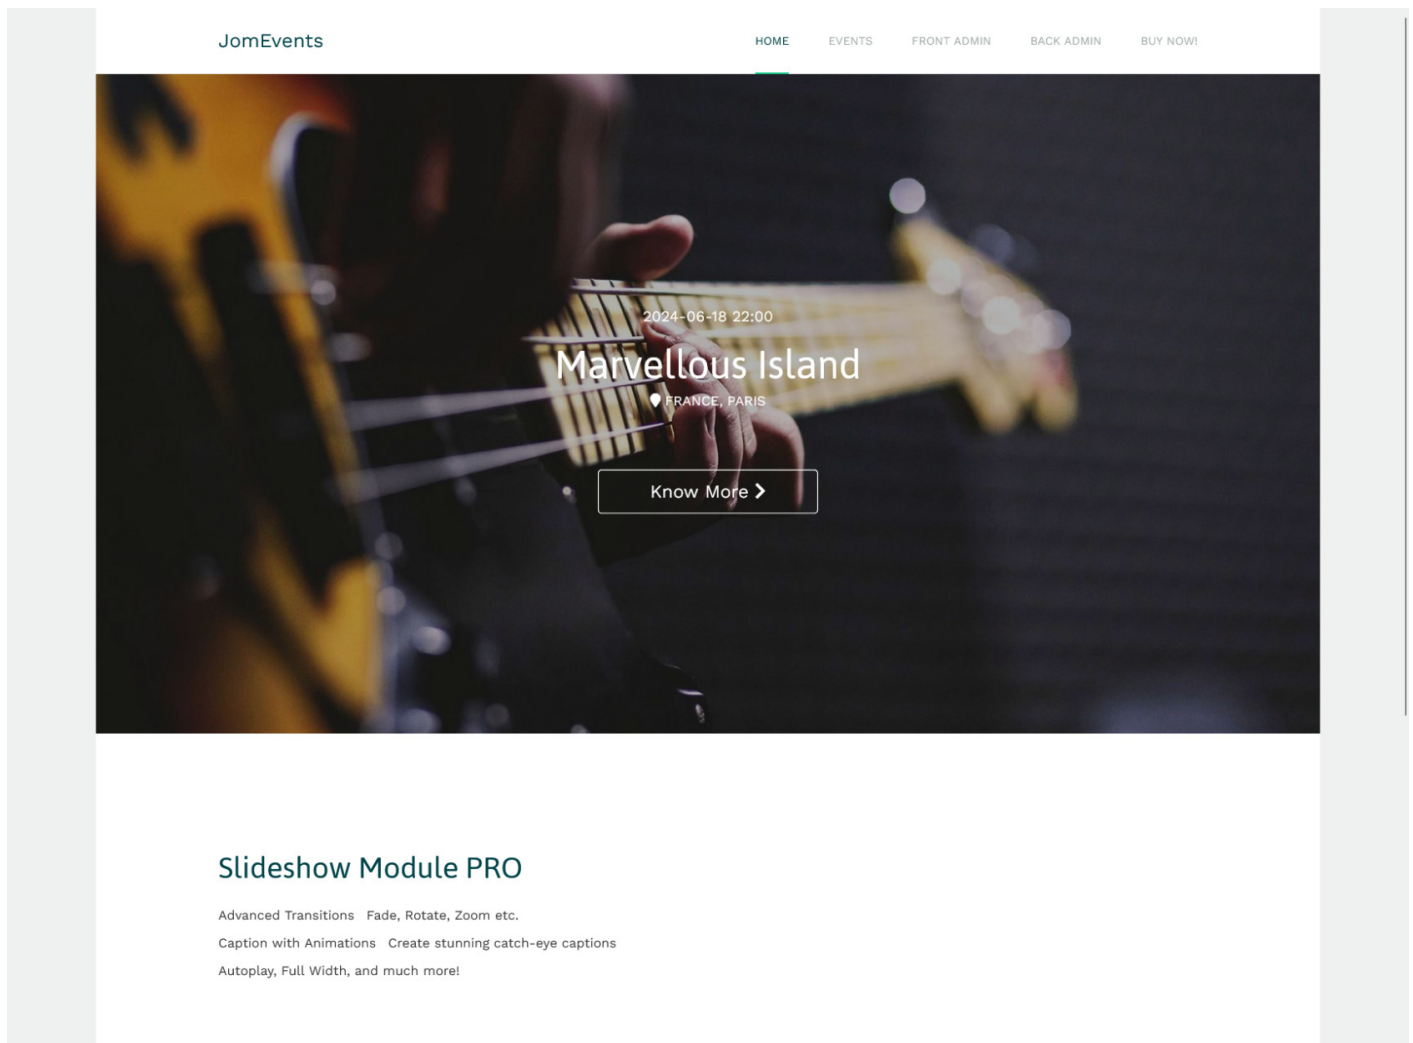 JomEvents
HOME EVENTS FRONT ADMIN BACK ADMIN BUY NOW!
2024-06-18 22:00
Marvellous Island
FRANCE, PARIS
Know More
Slideshow Module PRO
Advanced Transitions Fade, Rotate, Zoom etc.
Caption with Animations Create stunning catch-eye captions
Autoplay, Full Width, and much more!